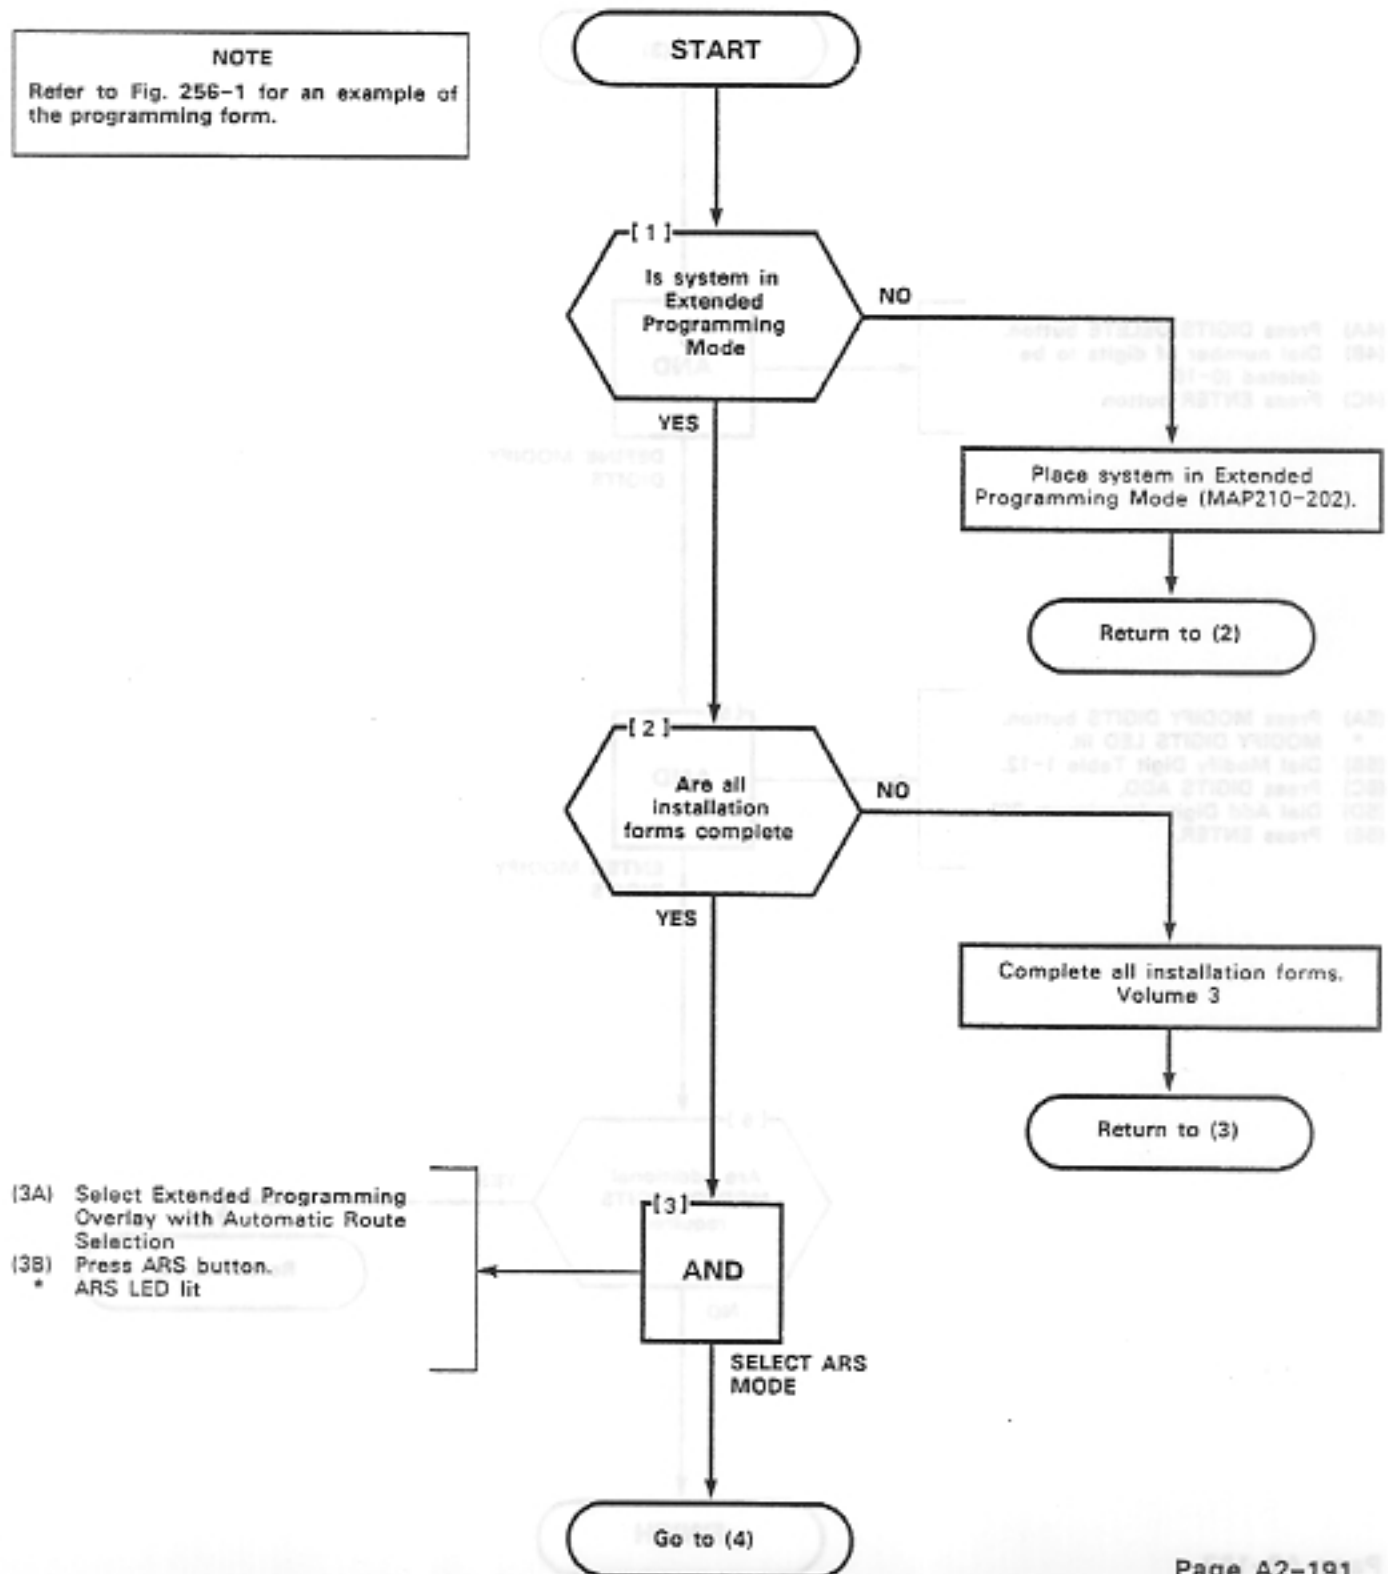 NOTE
Refer to Fig. 256-1 for an example of
the programming form.
START
[ 1 ]
Is system in
Extended
Programming
Mode
NO
YES
Place system in Extended
Programming Mode (MAP210-202).
Return to (2)
[ 2 ]
Are all
installation
forms complete
NO
YES
Complete all installation forms.
Volume 3
Return to (3)
(3A) Select Extended Programming
Overlay with Automatic Route
Selection
(3B) Press ARS button.
* ARS LED lit
[3]
AND
SELECT ARS
MODE
Go to (4)
Page A2-191